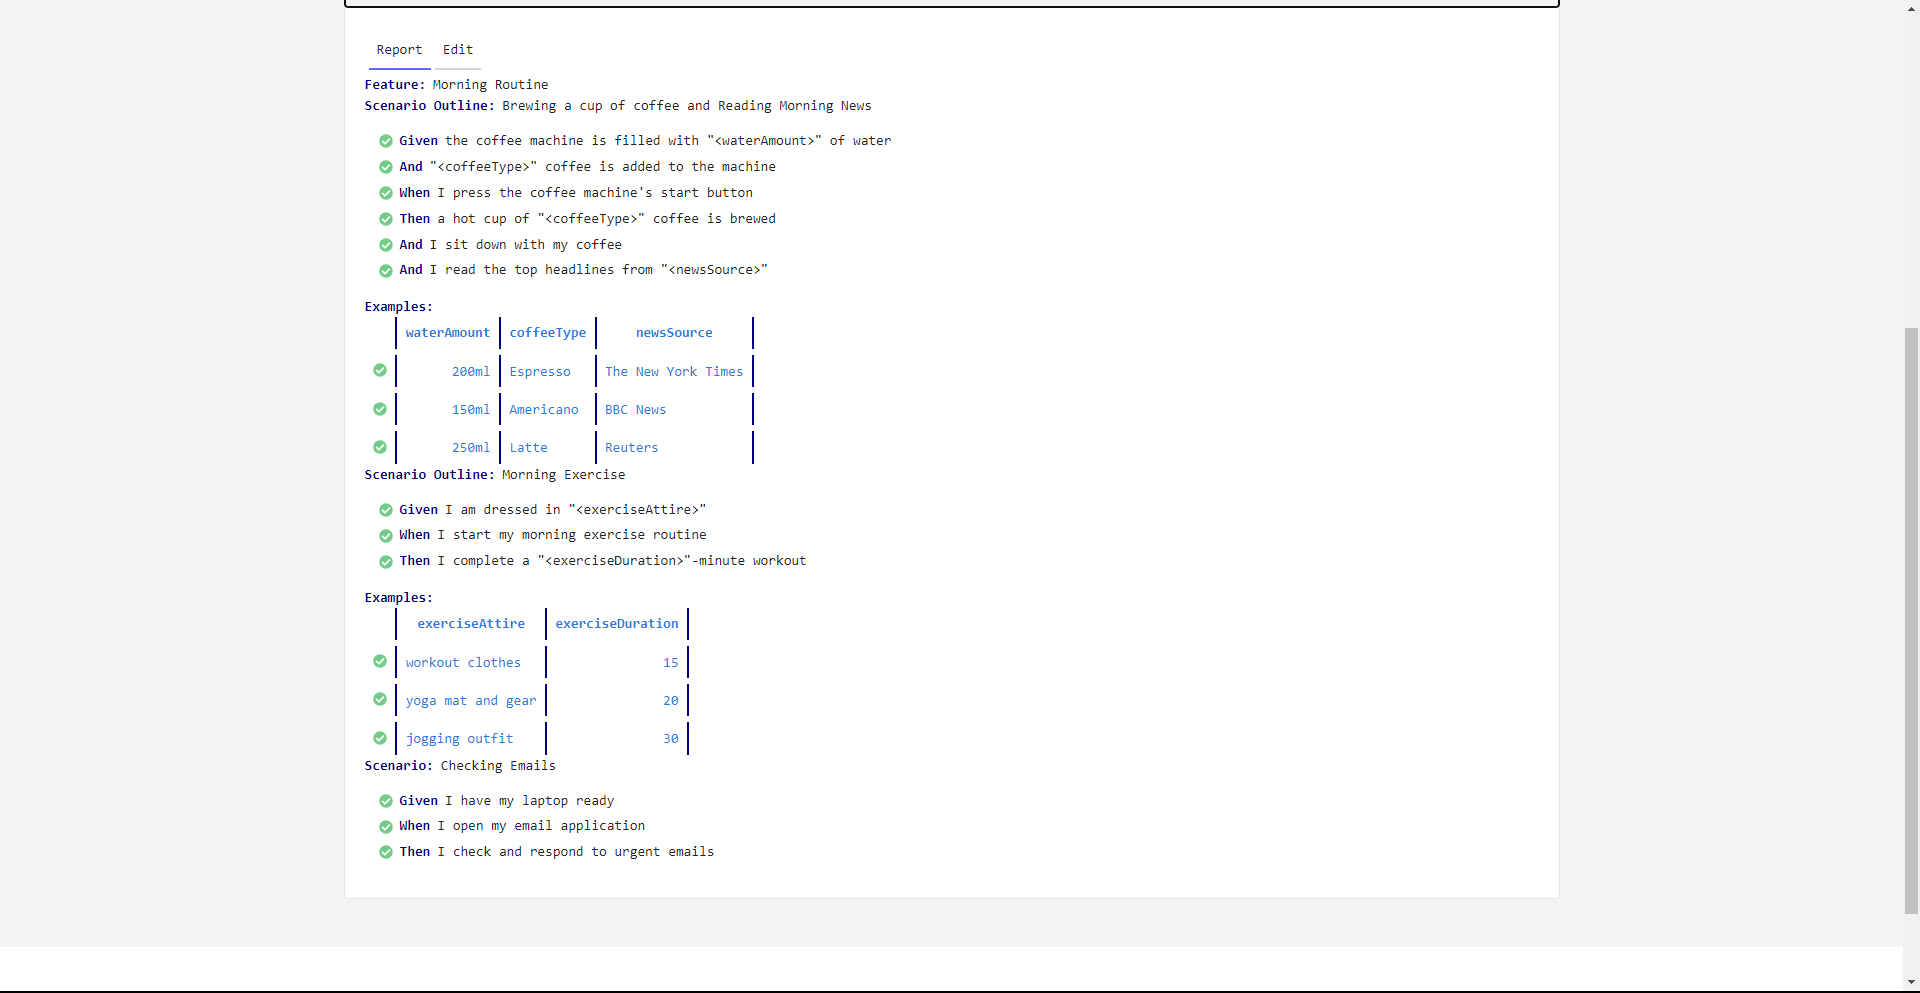 Report Edit
Feature: Morning Routine
Scenario Outline: Brewing a cup of coffee and Reading Morning News
Given the coffee machine is filled with "<waterAmount>" of water
And "<coffeeType>" coffee is added to the machine
When I press the coffee machine's start button
Then a hot cup of "<coffeeType>" coffee is brewed
And I sit down with my coffee
And I read the top headlines from "<newsSource>"
Examples:
waterAmount coffeeType newsSource
200ml Espresso The New York Times
150ml Americano BBC News
250ml Latte Reuters
Scenario Outline: Morning Exercise
Given I am dressed in "<exerciseAttire>"
When I start my morning exercise routine
Then I complete a "<exerciseDuration>"-minute workout
Examples:
exerciseAttire exerciseDuration
workout clothes 15
yoga mat and gear 20
jogging outfit 30
Scenario: Checking Emails
Given I have my laptop ready
When I open my email application
Then I check and respond to urgent emails